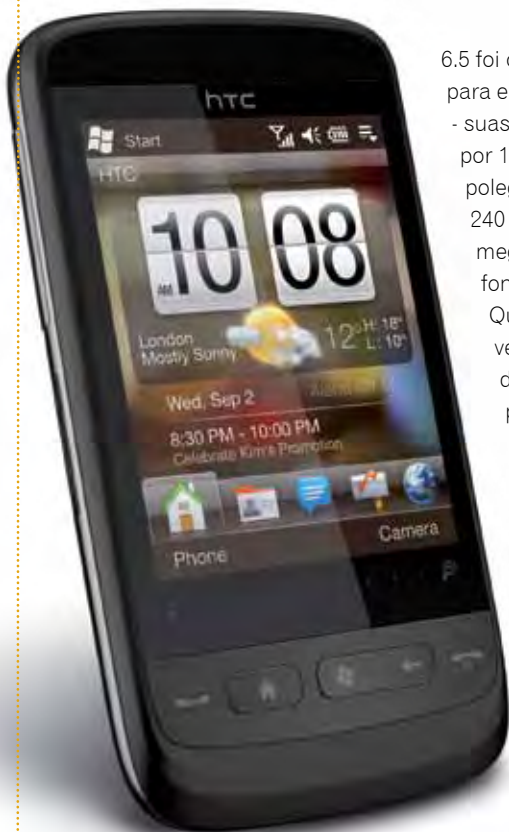 htc
Start
HTC
10 08
AM
London
Mostly Sunny
12° H: 18°
L: 10°
Wed, Sep 2
8:30 PM - 10:00 PM
Celebrate Kim's Promotion
Phone Camera
6.5 foi
para e
- suas
por 1
poleg
240
meg
fon
Qu
ve
d
p